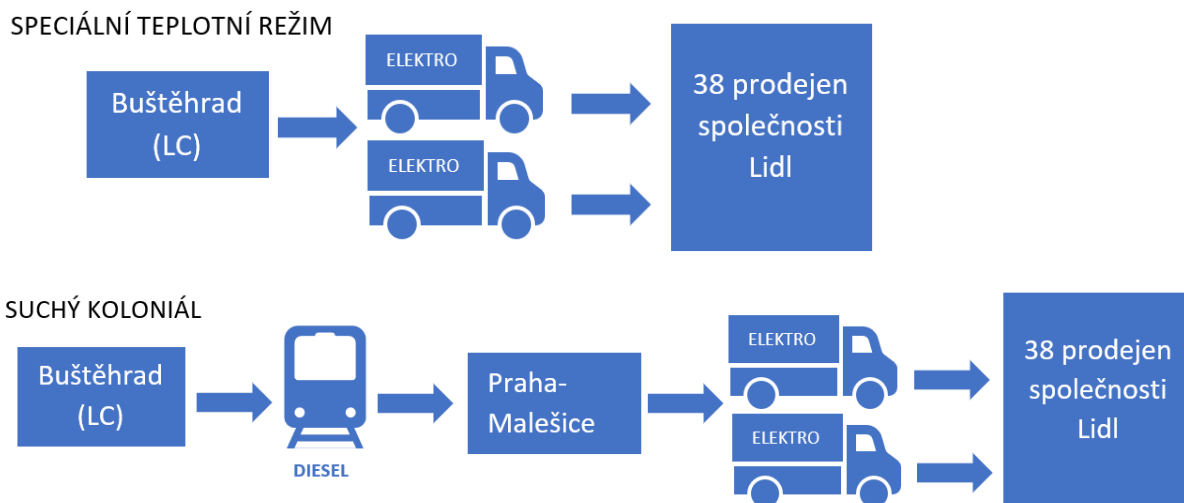 SPECIÁLNÍ TEPLOTNÍ REŽIM
Buštěhrad
(LC)
ELEKTRO
ELEKTRO
38 prodejen
společnosti
Lidl
SUCHÝ KOLONIÁL
Buštěhrad
(LC)
DIESEL
Praha-
Malešice
ELEKTRO
ELEKTRO
38 prodejen
společnosti
Lidl